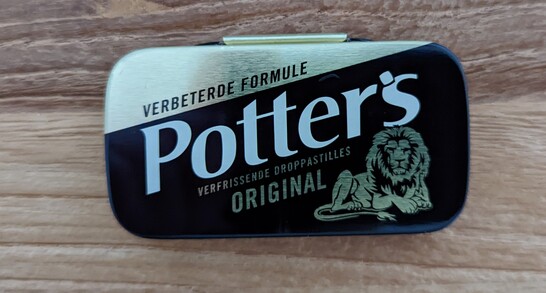 VERBETERDE FORMULE
Potter's
VERFRISSENDE DROPPASTILLES
ORIGINAL